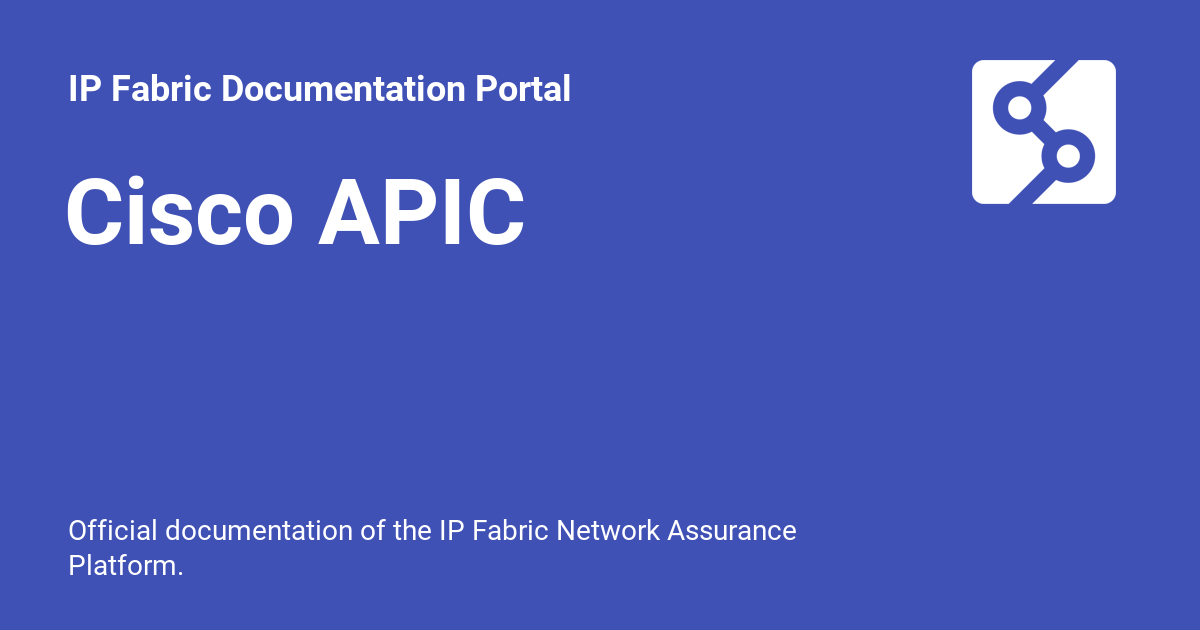 IP Fabric Documentation Portal
Cisco APIC
Official documentation of the IP Fabric Network Assurance
Platform.